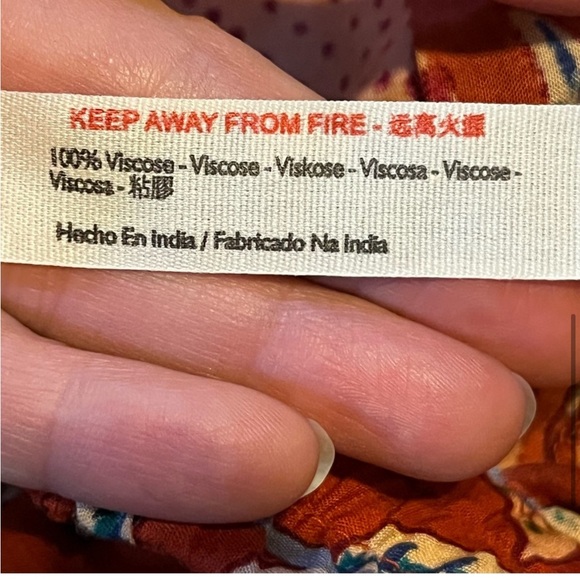 KEEP AWAY FROM FIRE - 远离火源
100% Viscose - Viscose - Viskose - Viscosa - Viscose -
Viscosa - 粘膠
Hecho En India / Fabricado Na India